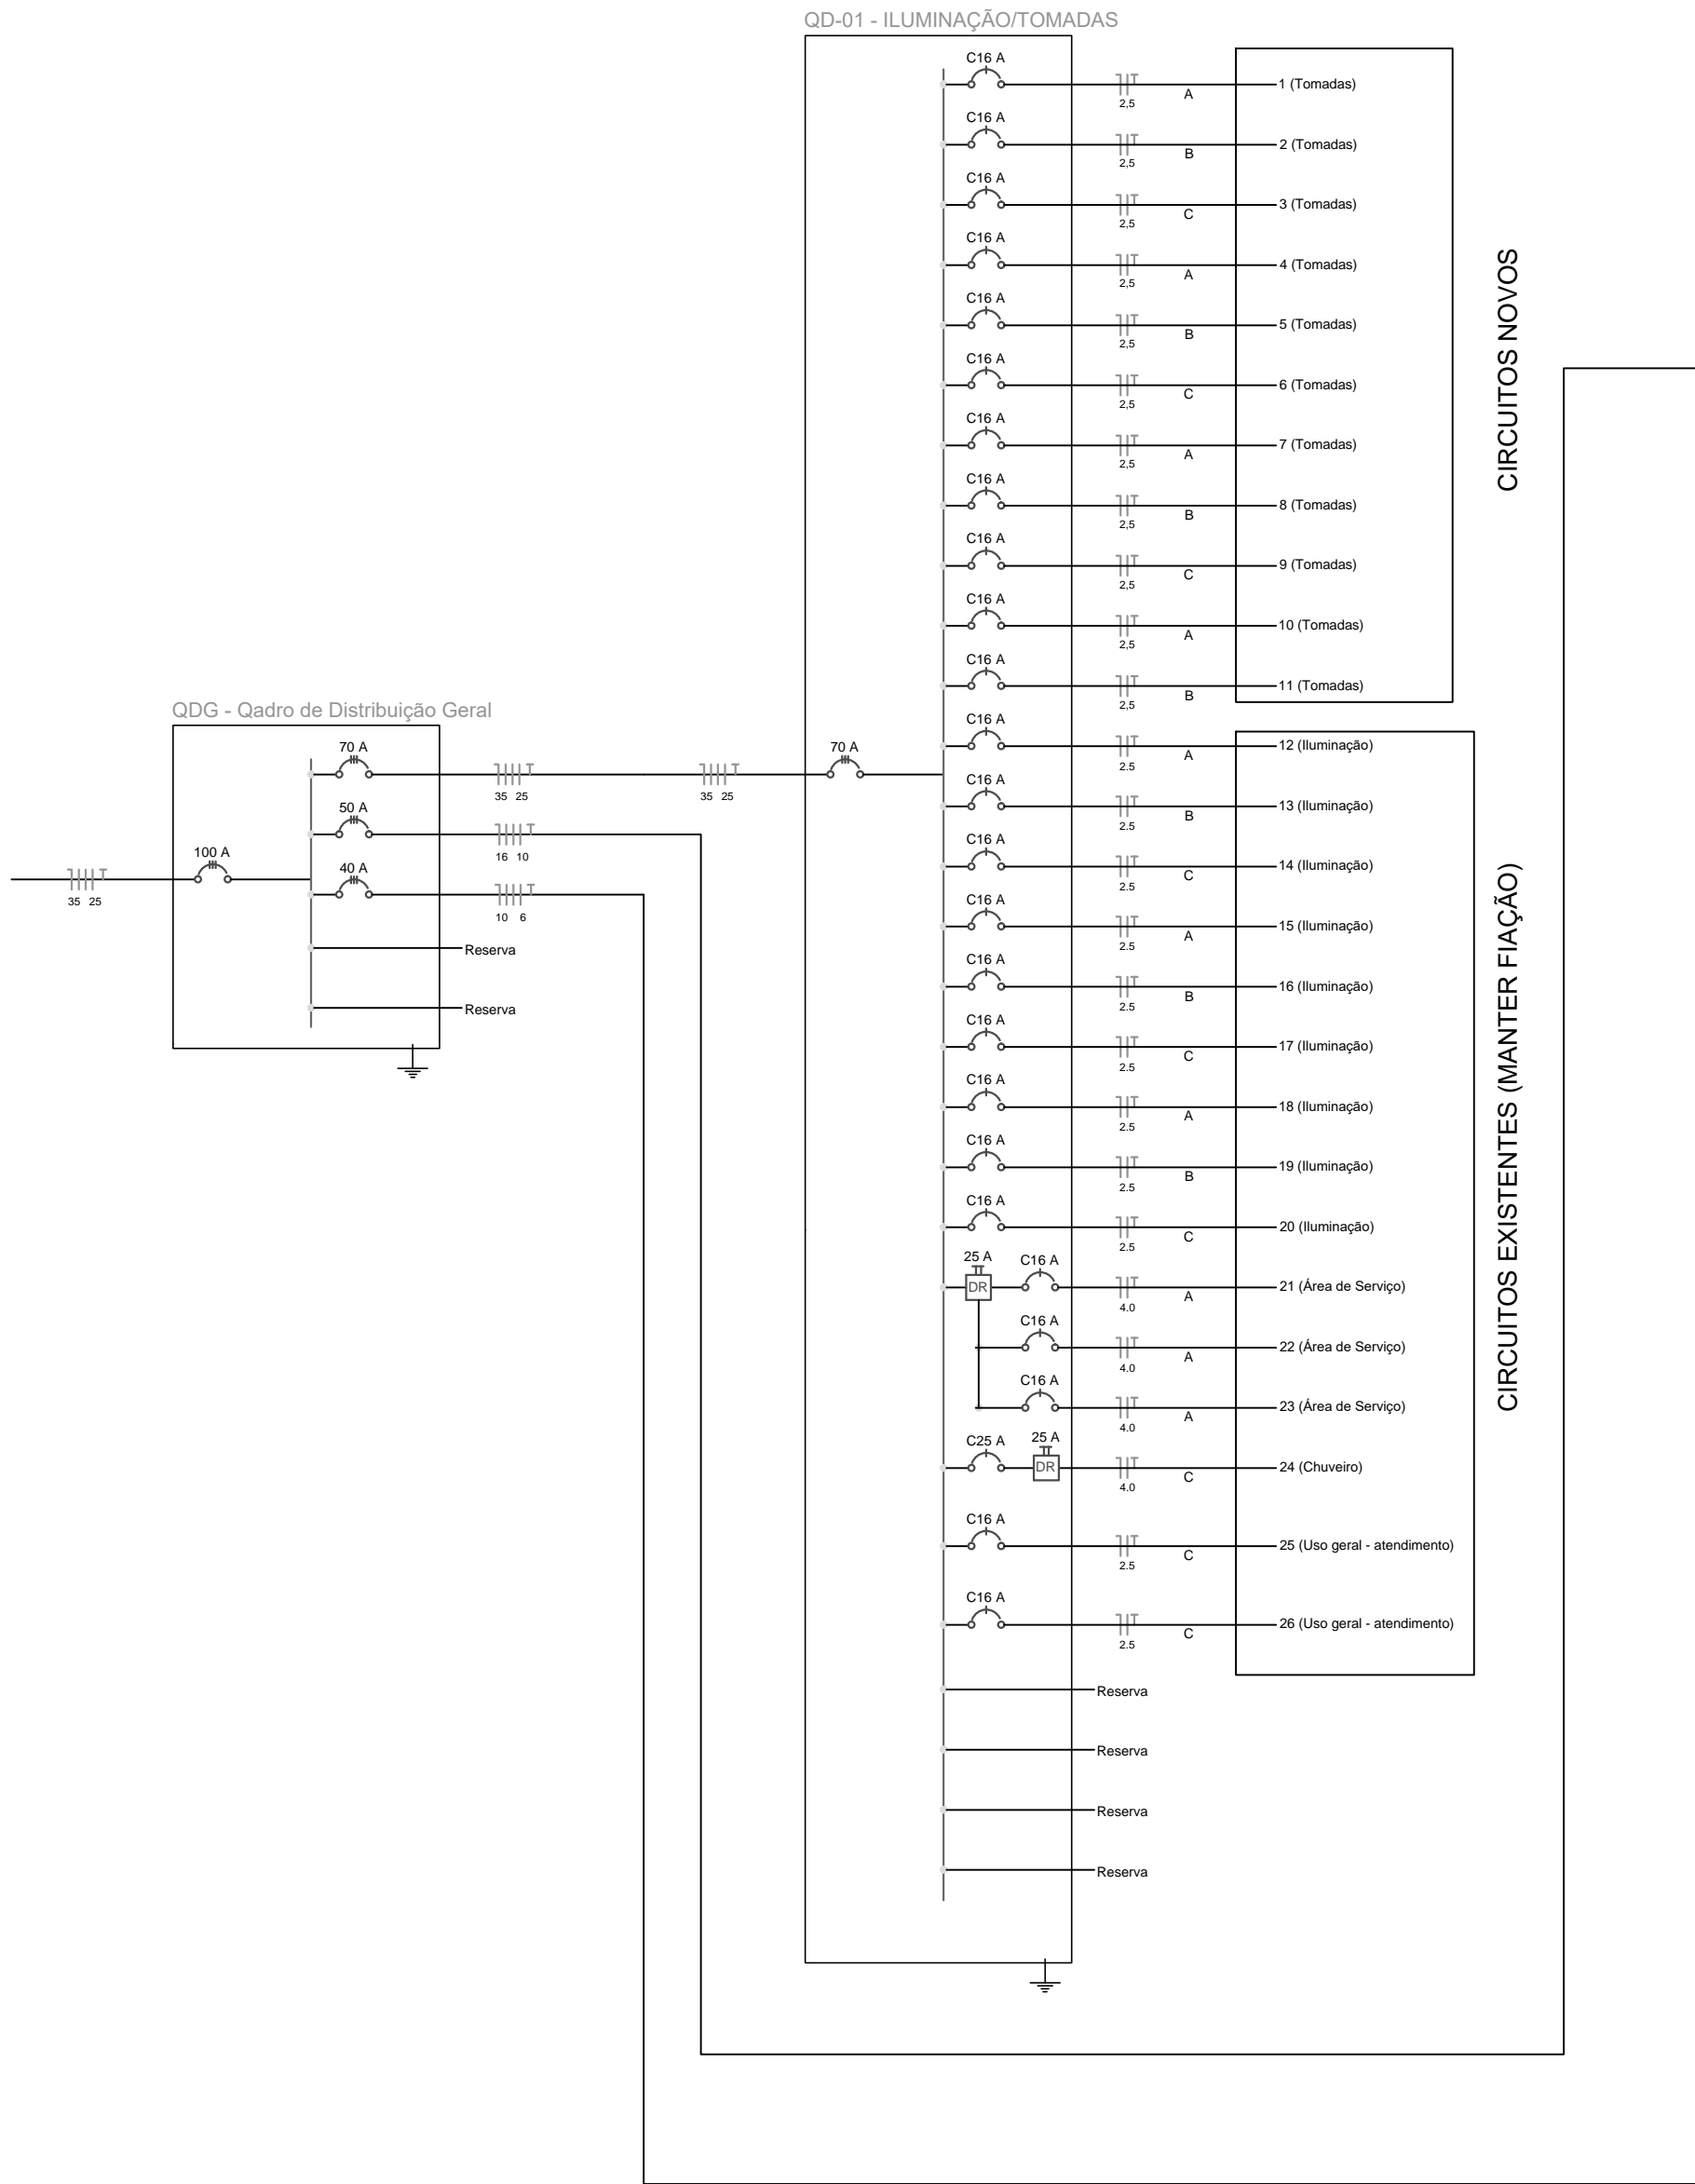 QD-01 - ILUMINAÇÃO/TOMADAS
C16 A
2,5
A
1 (Tomadas)
C16 A
2,5
B
2 (Tomadas)
C16 A
2,5
C
3 (Tomadas)
C16 A
2,5
A
4 (Tomadas)
C16 A
2,5
B
5 (Tomadas)
C16 A
2,5
C
6 (Tomadas)
C16 A
2,5
A
7 (Tomadas)
C16 A
2,5
B
8 (Tomadas)
C16 A
2,5
C
9 (Tomadas)
C16 A
2,5
A
10 (Tomadas)
C16 A
2,5
B
11 (Tomadas)
CIRCUITOS NOVOS
QDG - Qadro de Distribuição Geral
100 A
35 25
70 A
35 25
35 25
70 A
50 A
16 10
40 A
10 6
Reserva
Reserva
C16 A
2.5
A
12 (Iluminação)
C16 A
2.5
B
13 (Iluminação)
C16 A
2.5
C
14 (Iluminação)
C16 A
2.5
A
15 (Iluminação)
C16 A
2.5
B
16 (Iluminação)
C16 A
2.5
C
17 (Iluminação)
C16 A
2.5
A
18 (Iluminação)
C16 A
2.5
B
19 (Iluminação)
C16 A
2.5
C
20 (Iluminação)
25 A
DR
C16 A
4.0
A
21 (Área de Serviço)
C16 A
4.0
A
22 (Área de Serviço)
C16 A
4.0
A
23 (Área de Serviço)
C25 A
25 A
DR
4.0
C
24 (Chuveiro)
C16 A
2.5
C
25 (Uso geral - atendimento)
C16 A
2.5
C
26 (Uso geral - atendimento)
CIRCUITOS EXISTENTES (MANTER FIAÇÃO)
Reserva
Reserva
Reserva
Reserva